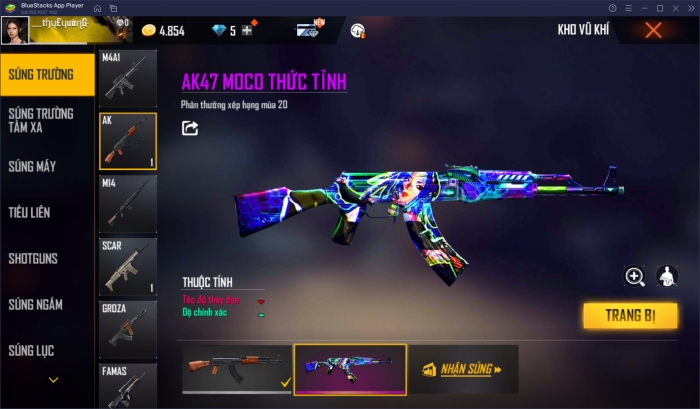 BlueStacks App Player
4.854
5
NEW
KHO VŨ KHÍ
SÚNG TRƯỜNG
SÚNG TRƯỜNG
TẦM XA
SÚNG MÁY
TIỂU LIÊN
SHOTGUNS
SÚNG NGẮM
SÚNG LỤC
M4A1
AK
1
M14
SCAR
1
GROZA
FAMAS
AK47 MOCO THỨC TỈNH
Phần thưởng xếp hạng mùa 20
THUỘC TÍNH
Tốc độ thay đạn
Độ chính xác
TRANG BỊ
NHẬN SÚNG